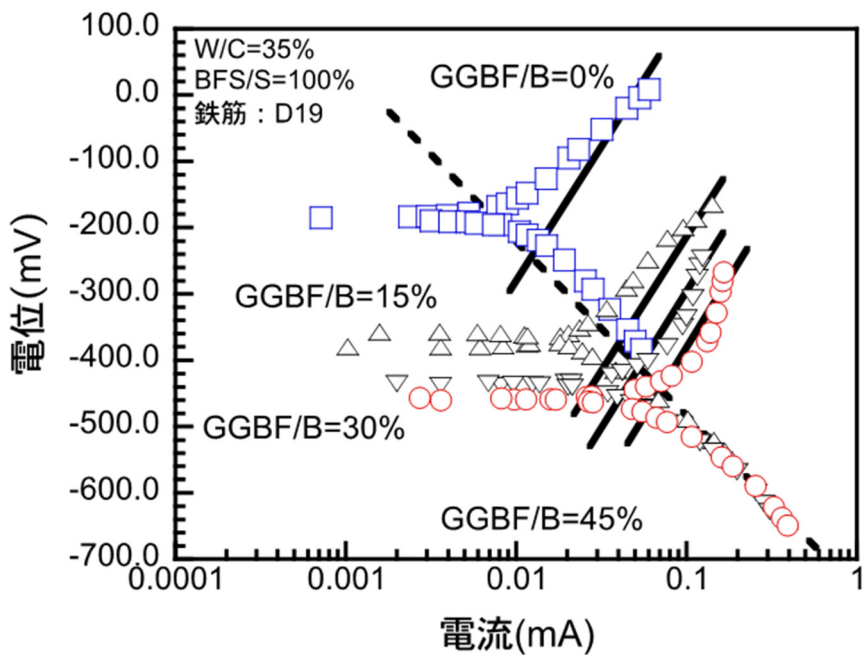 100.0
0.0
-100.0
-200.0
-300.0
-400.0
-500.0
-600.0
-700.0
電位(mV)
W/C=35%
BFS/S=100%
鉄筋：D19
GGBF/B=0%
GGBF/B=15%
GGBF/B=30%
GGBF/B=45%
0.0001
0.001
0.01
0.1
1
電流(mA)